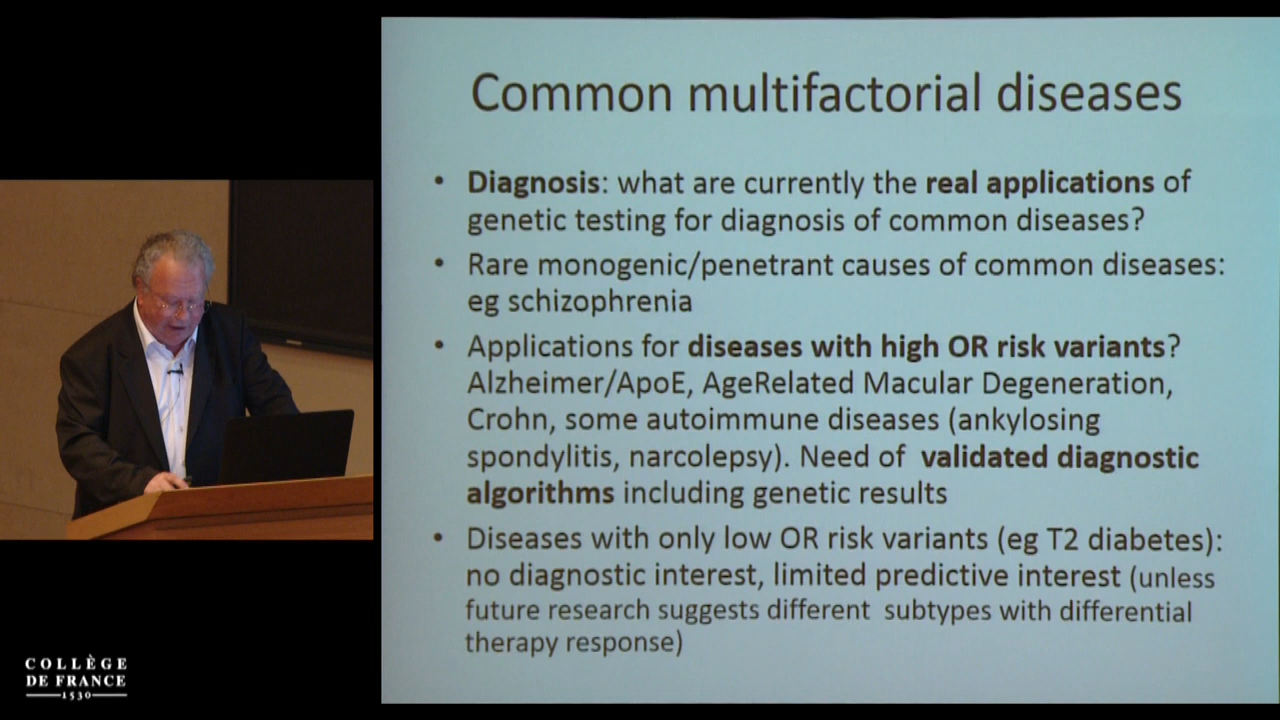 Common multifactorial diseases
• Diagnosis: what are currently the real applications of
genetic testing for diagnosis of common diseases?
• Rare monogenic/penetrant causes of common diseases:
eg schizophrenia
• Applications for diseases with high OR risk variants?
Alzheimer/ApoE, AgeRelated Macular Degeneration,
Crohn, some autoimmune diseases (ankylosing
spondylitis, narcolepsy). Need of validated diagnostic
algorithms including genetic results
• Diseases with only low OR risk variants (eg T2 diabetes):
no diagnostic interest, limited predictive interest (unless
future research suggests different subtypes with differential
therapy response)
COLLÈGE
DE FRANCE
1530